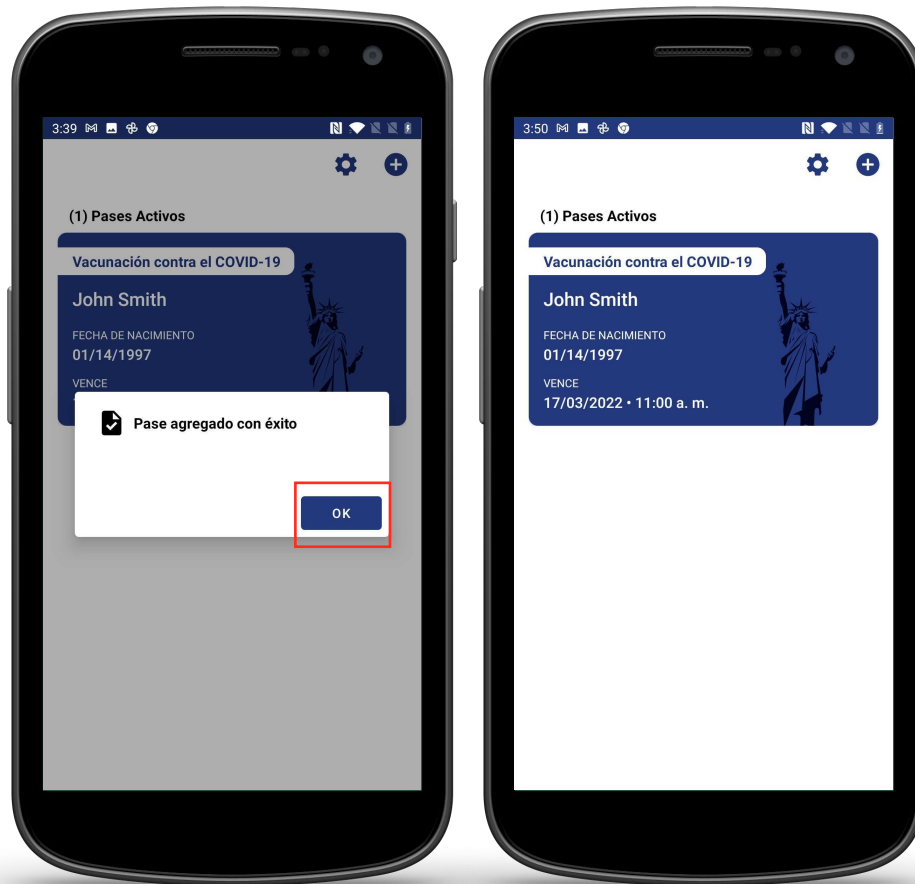 3:39
(1) Pases Activos
Vacunación contra el COVID-19
John Smith
FECHA DE NACIMIENTO
01/14/1997
VENCE
Pase agregado con éxito
OK
3:50
(1) Pases Activos
Vacunación contra el COVID-19
John Smith
FECHA DE NACIMIENTO
01/14/1997
VENCE
17/03/2022 • 11:00 a. m.